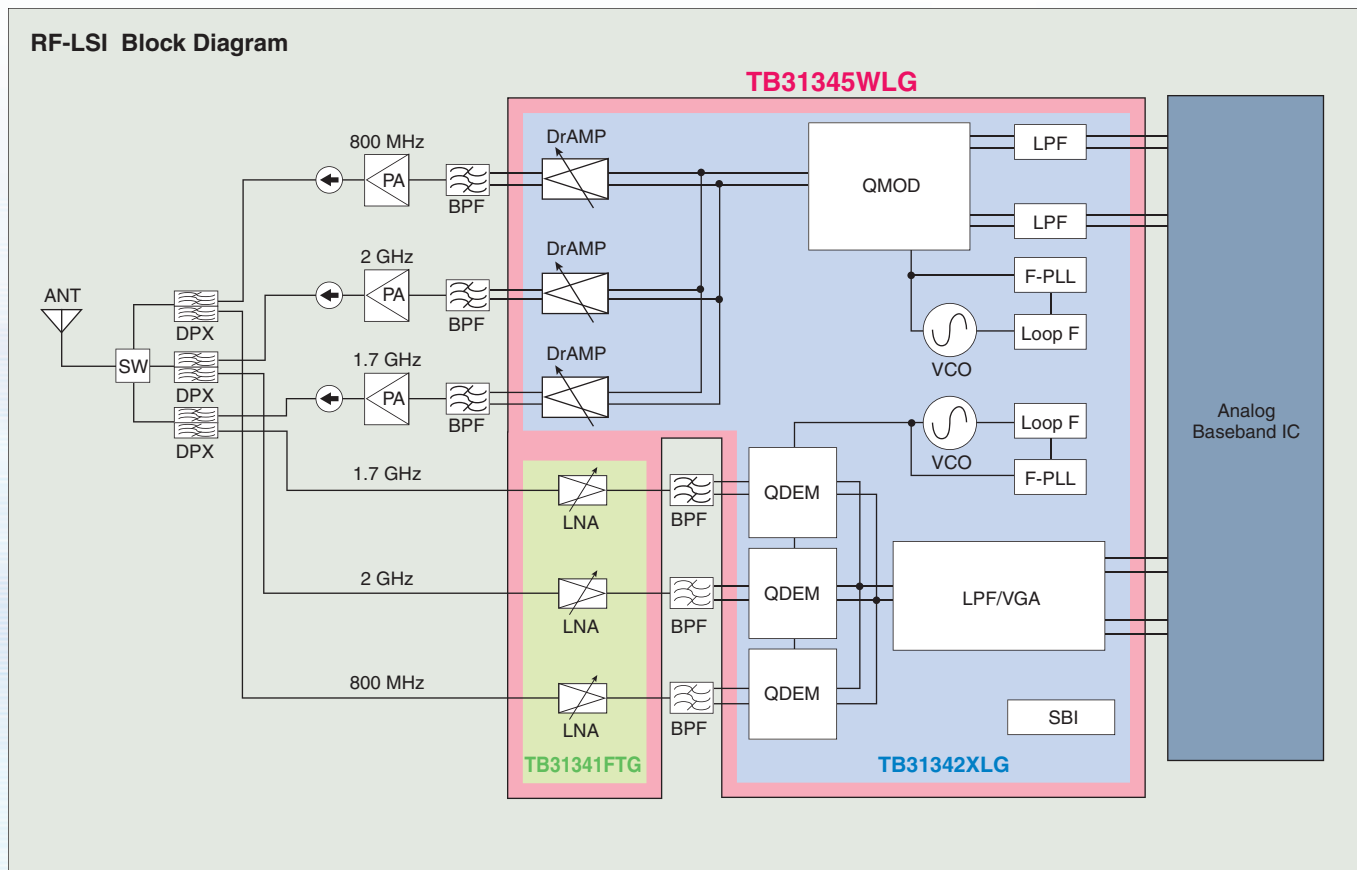 RF-LSI Block Diagram
TB31345WLG
800 MHz
PA
BPF
DrAMP
QMOD
LPF
LPF
2 GHz
PA
BPF
DrAMP
F-PLL
Loop F
VCO
ANT
SW
DPX
DPX
DPX
1.7 GHz
PA
BPF
DrAMP
VCO
Loop F
F-PLL
Analog
Baseband IC
1.7 GHz
LNA
BPF
QDEM
2 GHz
LNA
BPF
QDEM
LPF/VGA
800 MHz
LNA
BPF
QDEM
SBI
TB31341FTG
TB31342XLG